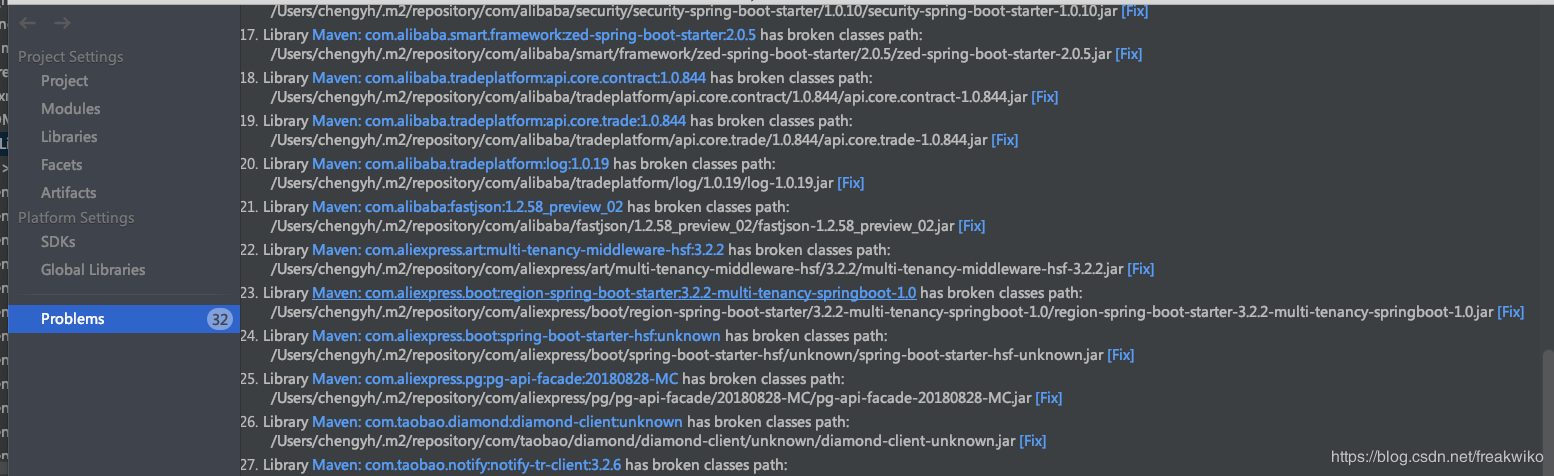 /Users/chengyh/.m2/repository/com/alibaba/security/security-spring-boot-starter/1.0.10/security-spring-boot-starter-1.0.10.jar [Fix]
17. Library Maven: com.alibaba.smart.framework:zed-spring-boot-starter:2.0.5 has broken classes path:
/Users/chengyh/.m2/repository/com/alibaba/smart/framework/zed-spring-boot-starter/2.0.5/zed-spring-boot-starter-2.0.5.jar [Fix]
Project Settings
Project
18. Library Maven: com.alibaba.tradeplatform:api.core.contract:1.0.844 has broken classes path:
/Users/chengyh/.m2/repository/com/alibaba/tradeplatform/api.core.contract/1.0.844/api.core.contract-1.0.844.jar [Fix]
Modules
19. Library Maven: com.alibaba.tradeplatform:api.core.trade:1.0.844 has broken classes path:
Libraries
/Users/chengyh/.m2/repository/com/alibaba/tradeplatform/api.core.trade/1.0.844/api.core.trade-1.0.844.jar [Fix]
Facets
20. Library Maven: com.alibaba.tradeplatform:log:1.0.19 has broken classes path:
/Users/chengyh/.m2/repository/com/alibaba/tradeplatform/log/1.0.19/log-1.0.19.jar [Fix]
Artifacts
21. Library Maven: com.alibaba:fastjson:1.2.58_preview_02 has broken classes path:
Platform Settings
/Users/chengyh/.m2/repository/com/alibaba/fastjson/1.2.58_preview_02/fastjson-1.2.58_preview_02.jar [Fix]
SDKs
22. Library Maven: com.aliexpress.art:multi-tenancy-middleware-hsf:3.2.2 has broken classes path:
/Users/chengyh/.m2/repository/com/aliexpress/art/multi-tenancy-middleware-hsf/3.2.2/multi-tenancy-middleware-hsf-3.2.2.jar [Fix]
Global Libraries
23. Library Maven: com.aliexpress.boot:region-spring-boot-starter:3.2.2-multi-tenancy-springboot-1.0 has broken classes path:
/Users/chengyh/.m2/repository/com/aliexpress/boot/region-spring-boot-starter/3.2.2-multi-tenancy-springboot-1.0/region-spring-boot-starter-3.2.2-multi-tenancy-springboot-1.0.jar [Fix]
Problems 32
24. Library Maven: com.aliexpress.boot:spring-boot-starter-hsf:unknown has broken classes path:
/Users/chengyh/.m2/repository/com/aliexpress/boot/spring-boot-starter-hsf/unknown/spring-boot-starter-hsf-unknown.jar [Fix]
25. Library Maven: com.aliexpress.pg:pg-api-facade:20180828-MC has broken classes path:
/Users/chengyh/.m2/repository/com/aliexpress/pg/pg-api-facade/20180828-MC/pg-api-facade-20180828-MC.jar [Fix]
26. Library Maven: com.taobao.diamond:diamond-client:unknown has broken classes path:
/Users/chengyh/.m2/repository/com/taobao/diamond/diamond-client/unknown/diamond-client-unknown.jar [Fix]
27. Library Maven: com.taobao.notify:notify-tr-client:3.2.6 has broken classes path:
https://blog.csdn.net/freakwiko